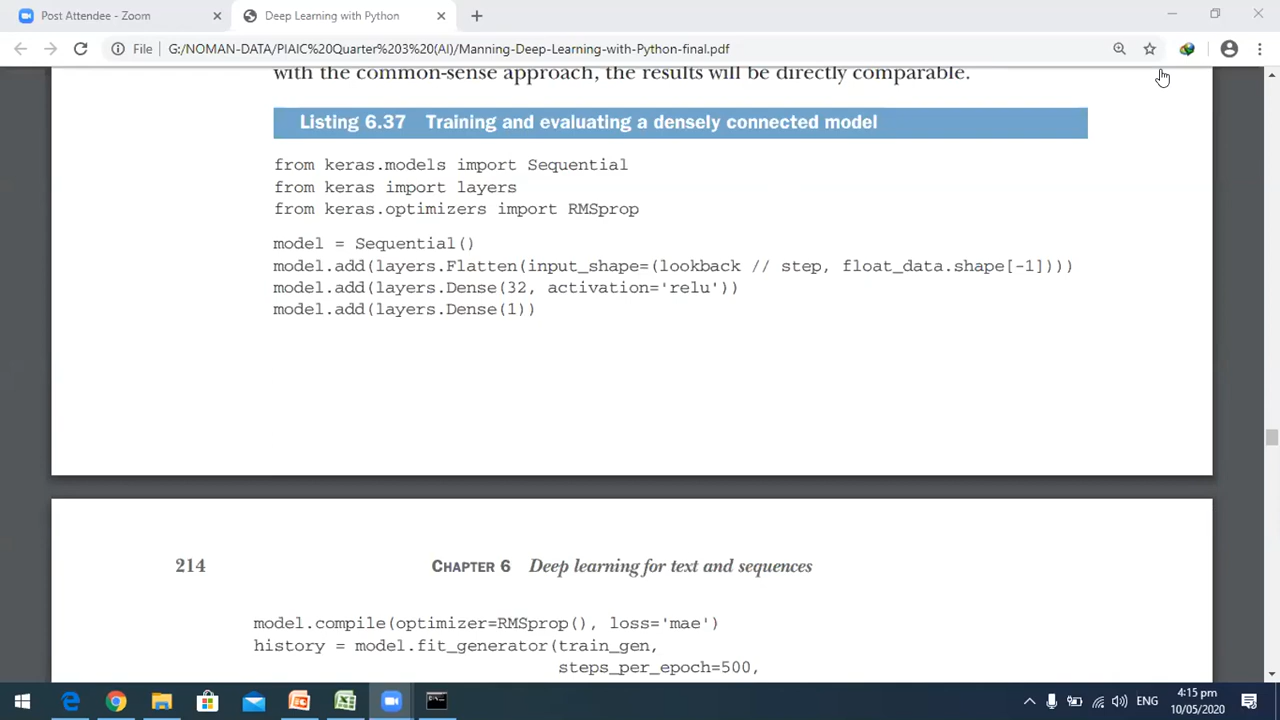 Post Attendee - Zoom
Deep Learning with Python
File
G:/NOMAN-DATA/PIAIC%20Quarter%203%20(AI)/Manning-Deep-Learning-with-Python-final.pdf
with the common-sense approach, the results will be directly comparable.
Listing 6.37 Training and evaluating a densely connected model
from keras.models import Sequential
from keras import layers
from keras.optimizers import RMSprop
model = Sequential()
model.add(layers.Flatten(input_shape=(lookback // step, float_data.shape[-1])))
model.add(layers.Dense(32, activation='relu'))
model.add(layers.Dense(1))
214 CHAPTER 6 Deep learning for text and sequences
model.compile(optimizer=RMSprop(), loss='mae')
history = model.fit_generator(train_gen,
steps_per_epoch=500,
ENG
4:15 pm
10/05/2020